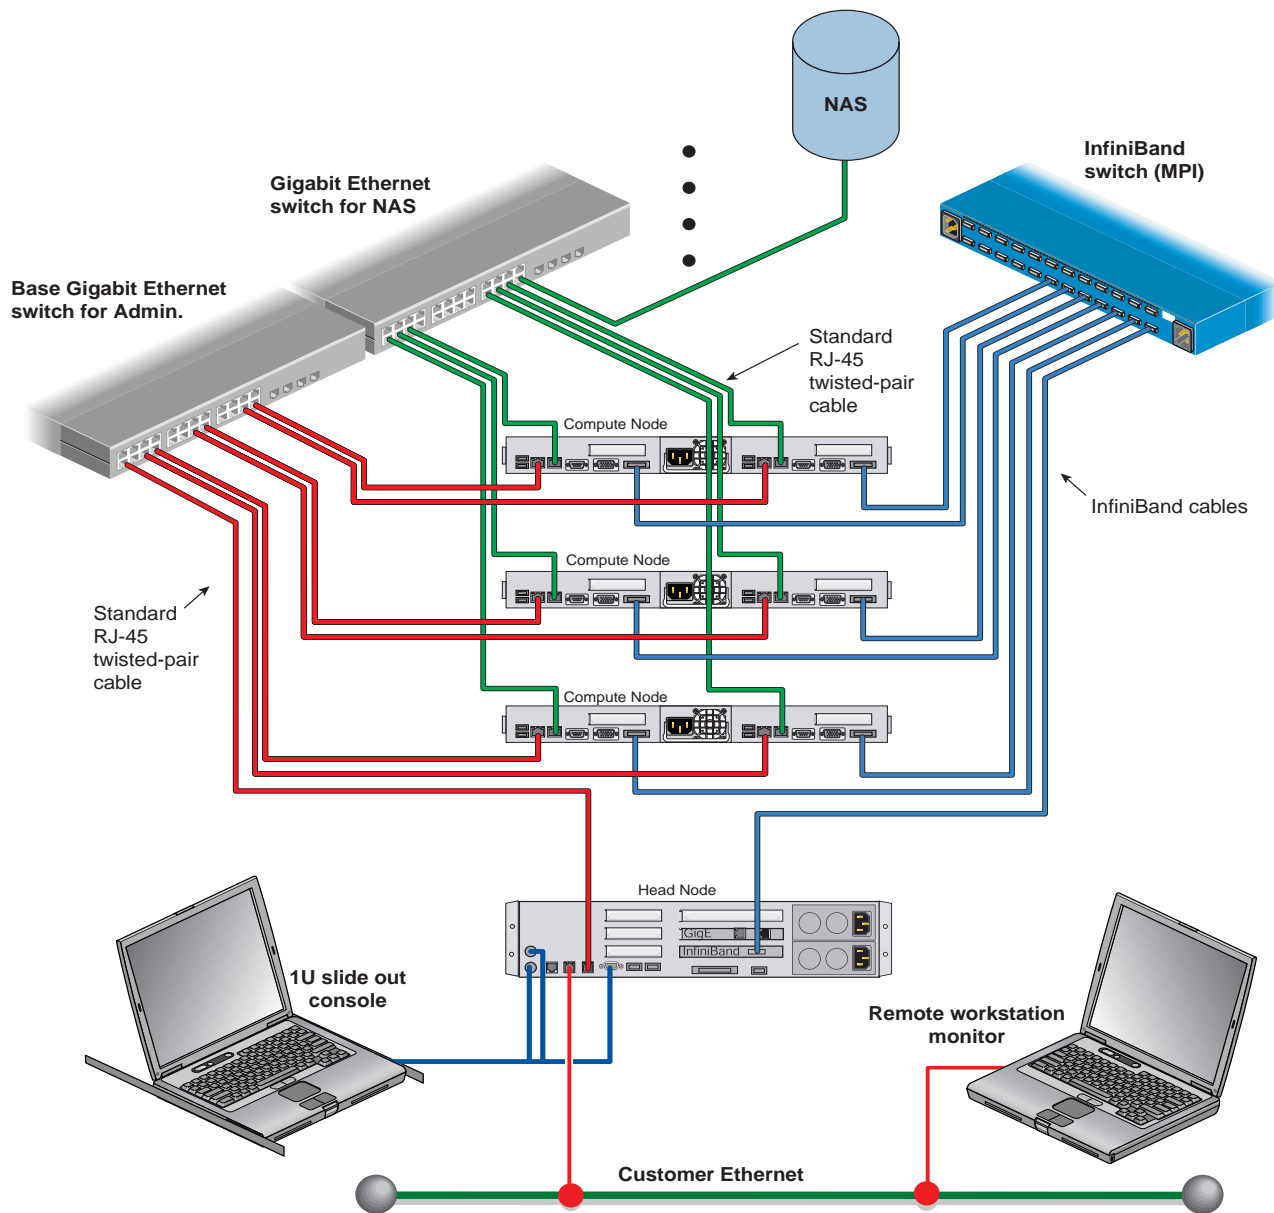 NAS
InfiniBand
switch (MPI)
Gigabit Ethernet
switch for NAS
Base Gigabit Ethernet
switch for Admin.
Standard
RJ-45
twisted-pair
cable
Compute Node
InfiniBand cables
Compute Node
Standard
RJ-45
twisted-pair
cable
Compute Node
Head Node
GigE
InfiniBand
1U slide out
console
Remote workstation
monitor
Customer Ethernet